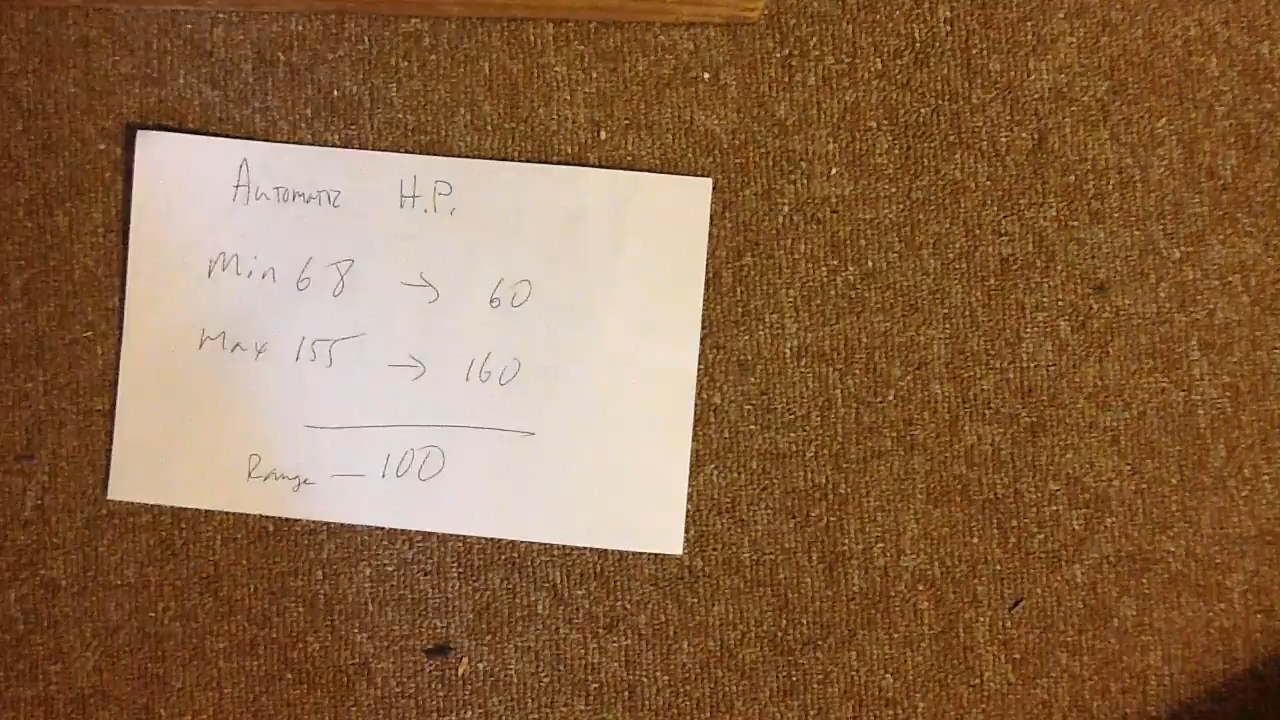 Automatic H.P.
Min 68 → 60
Max 155 → 160
Range – 100